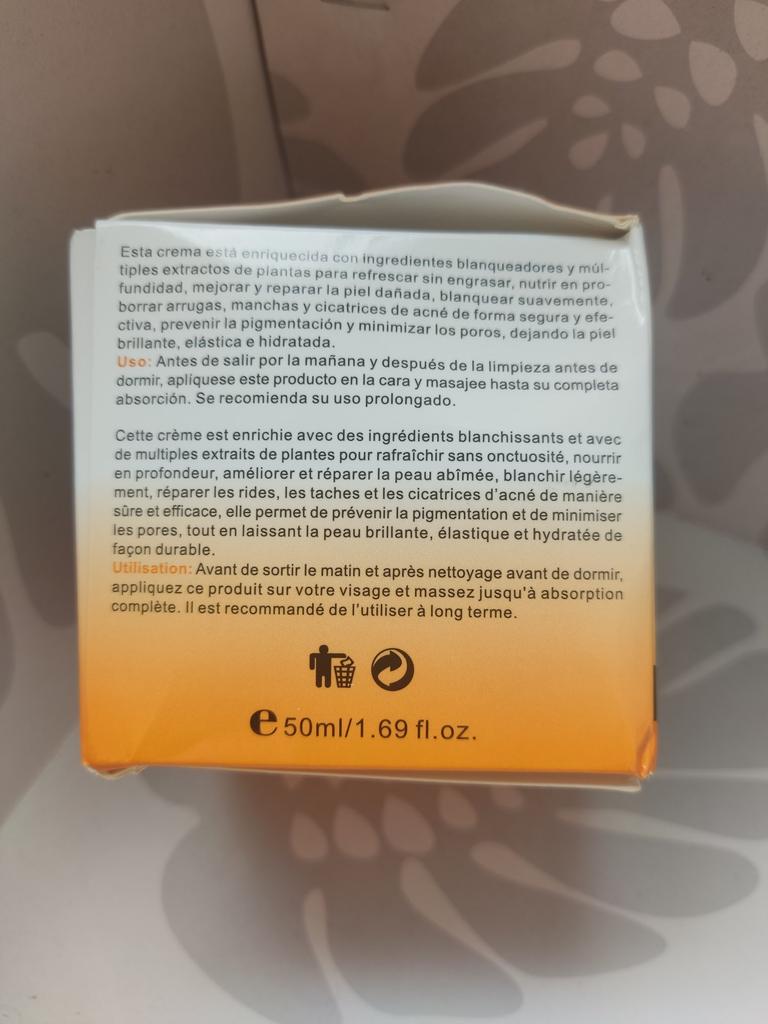 Esta crema está enriquecida con ingredientes blanqueadores y múl-
tiples extractos de plantas para refrescar sin engrasar, nutrir en pro-
fundidad, mejorar y reparar la piel dañada, blanquear suavemente,
borrar arrugas, manchas y cicatrices de acné de forma segura y efe-
ctiva, prevenir la pigmentación y minimizar los poros, dejando la piel
brillante, elástica e hidratada.
Uso: Antes de salir por la mañana y después de la limpieza antes de
dormir, aplíquese este producto en la cara y masajee hasta su completa
absorción. Se recomienda su uso prolongado.
Cette crème est enrichie avec des ingrédients blanchissants et avec
de multiples extraits de plantes pour rafraîchir sans onctuosité, nourrir
en profondeur, améliorer et réparer la peau abîmée, blanchir légère-
ment, réparer les rides, les taches et les cicatrices d'acné de manière
sûre et efficace, elle permet de prévenir la pigmentation et de minimiser
les pores, tout en laissant la peau brillante, élastique et hydratée de
façon durable.
Utilisation: Avant de sortir le matin et après nettoyage avant de dormir,
appliquez ce produit sur votre visage et massez jusqu'à absorption
complète. Il est recommandé de l'utiliser à long terme.
e 50ml/1.69 fl.oz.